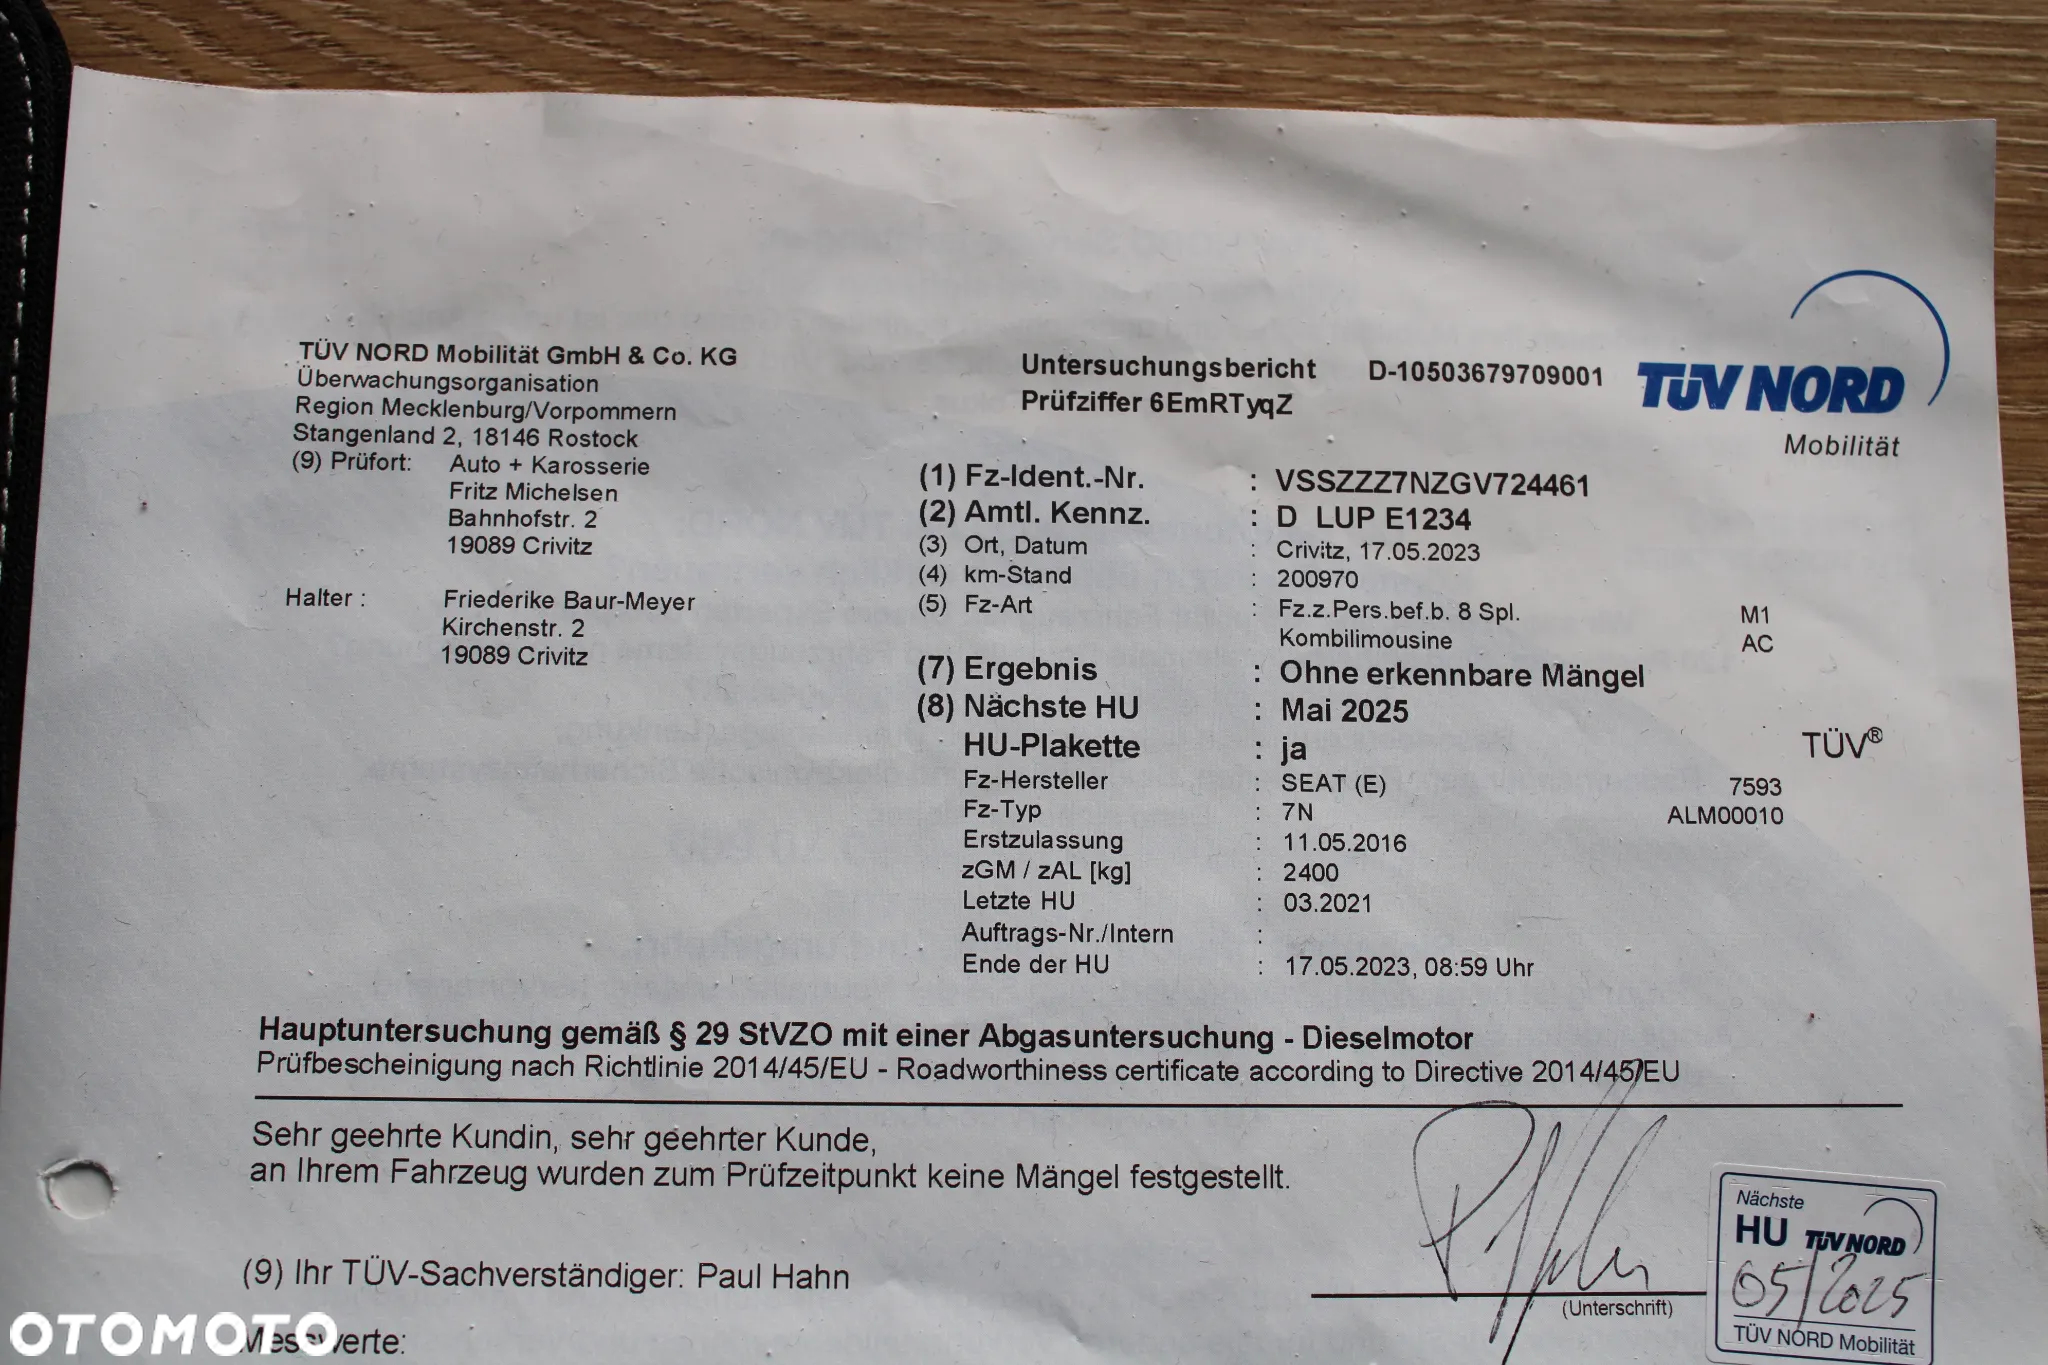 TÜV NORD Mobilität GmbH & Co. KG
Überwachungsorganisation
Region Mecklenburg/Vorpommern
Stangenland 2, 18146 Rostock
(9) Prüfort: Auto + Karosserie
Fritz Michelsen
Bahnhofstr. 2
19089 Crivitz
Halter : Friederike Baur-Meyer
Kirchenstr. 2
19089 Crivitz
Untersuchungsbericht D-10503679709001
Prüfziffer 6EmRTyqZ
TÜV NORD
Mobilität
(1) Fz-Ident.-Nr. : VSSZZZ7NZGV724461
(2) Amtl. Kennz. : D LUP E1234
(3) Ort, Datum : Crivitz, 17.05.2023
(4) km-Stand : 200970
(5) Fz-Art : Fz.z.Pers.bef.b. 8 Spl. M1
Kombilimousine AC
(7) Ergebnis : Ohne erkennbare Mängel
(8) Nächste HU : Mai 2025
HU-Plakette : ja TÜV®
Fz-Hersteller : SEAT (E) 7593
Fz-Typ : 7N ALM00010
Erstzulassung : 11.05.2016
zGM / zAL [kg] : 2400
Letzte HU : 03.2021
Auftrags-Nr./Intern :
Ende der HU : 17.05.2023, 08:59 Uhr
Hauptuntersuchung gemäß § 29 StVZO mit einer Abgasuntersuchung - Dieselmotor
Prüfbescheinigung nach Richtlinie 2014/45/EU - Roadworthiness certificate according to Directive 2014/45/EU
Sehr geehrte Kundin, sehr geehrter Kunde,
an Ihrem Fahrzeug wurden zum Prüfzeitpunkt keine Mängel festgestellt.
(9) Ihr TÜV-Sachverständiger: Paul Hahn
(Unterschrift)
Nächste
HU TÜV NORD
05/2025
TÜV NORD Mobilität
Messwerte:
OTOMOTO